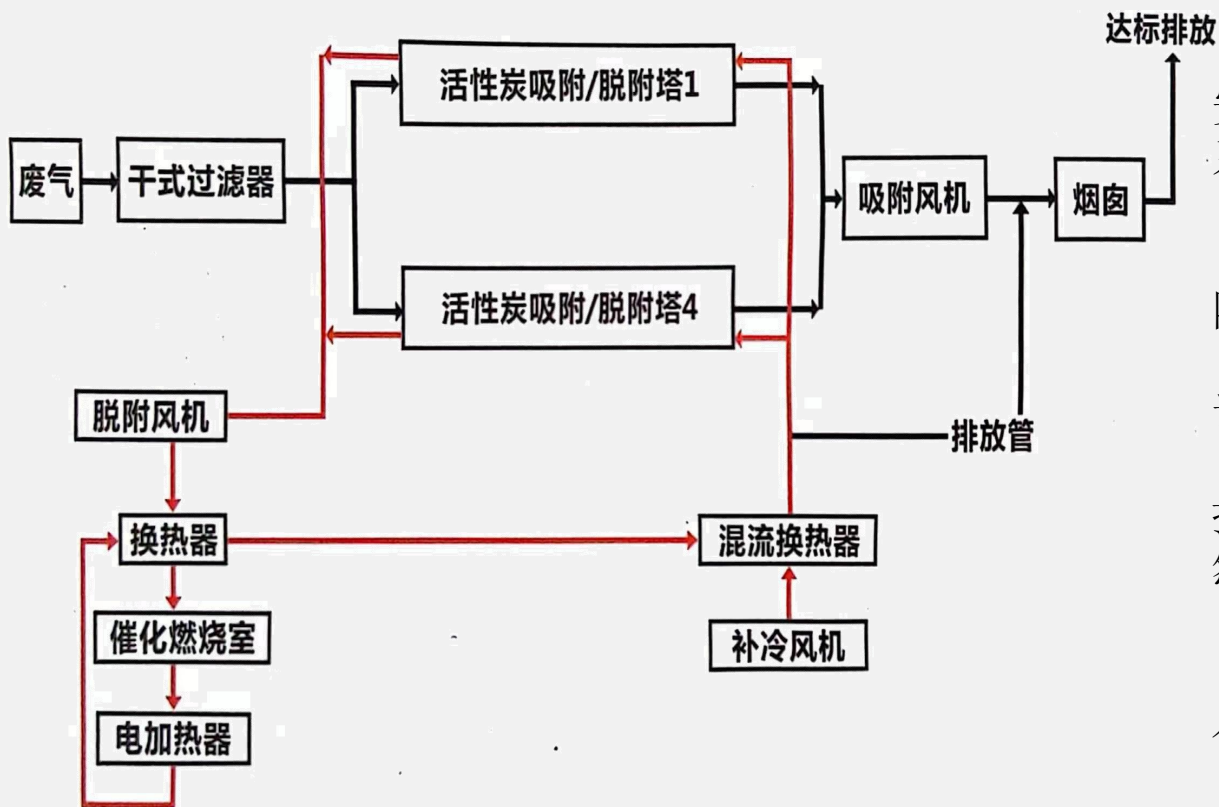 达标排放
活性炭吸附/脱附塔1
废气
干式过滤器
吸附风机
烟囱
活性炭吸附/脱附塔4
脱附风机
排放管
换热器
混流换热器
催化燃烧室
补冷风机
电加热器